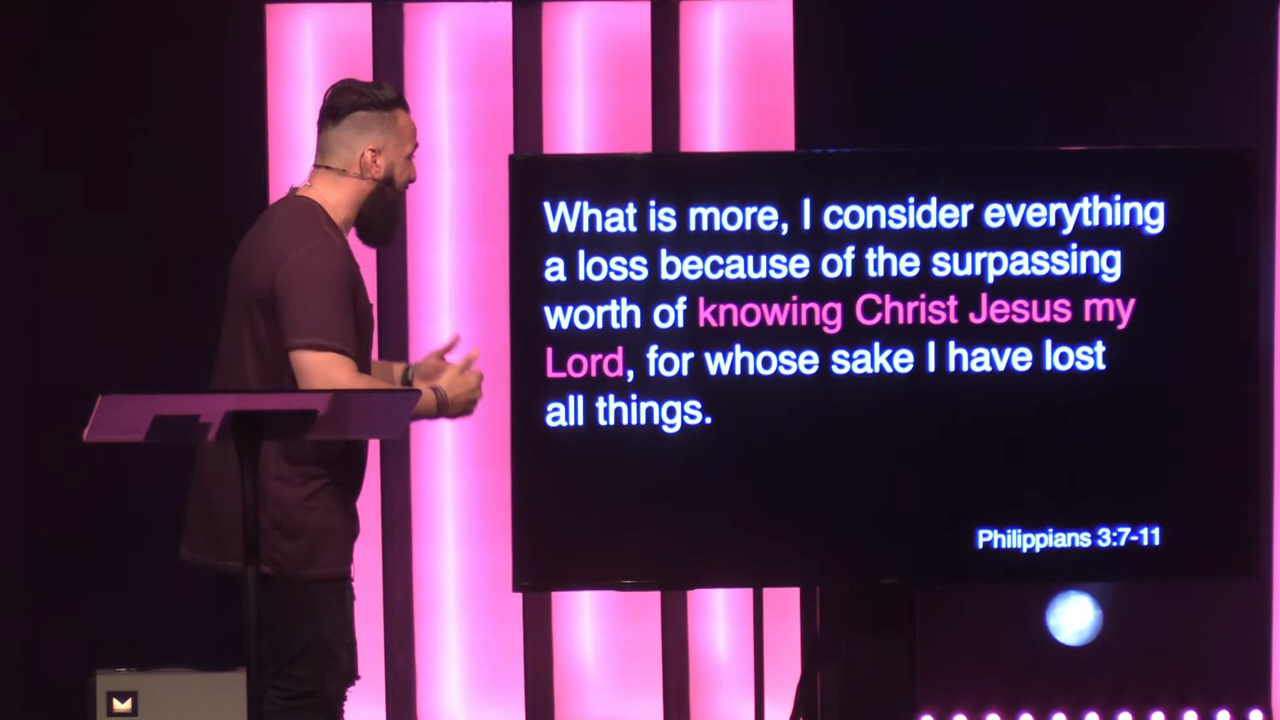 What is more, I consider everything
a loss because of the surpassing
worth of knowing Christ Jesus my
Lord, for whose sake I have lost
all things.
Philippians 3:7-11